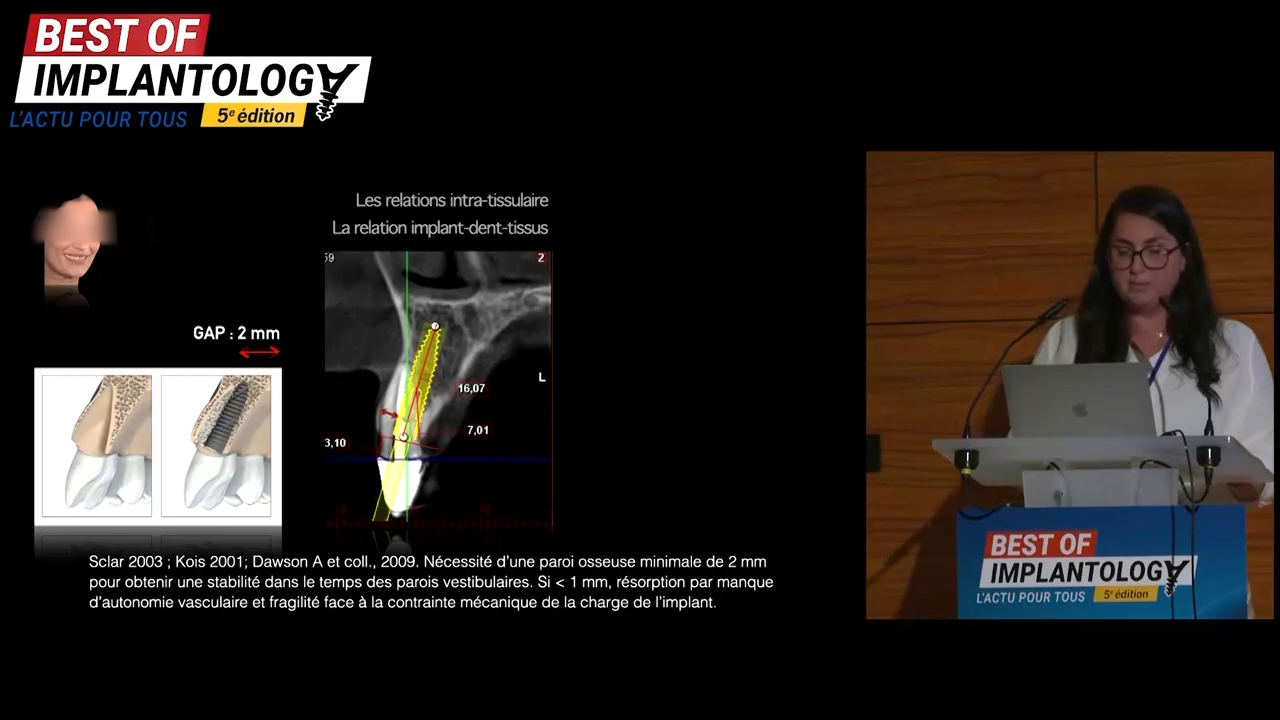 BEST OF
IMPLANTOLOGY
L'ACTU POUR TOUS
5e édition
Les relations intra-tissulaire
La relation implant-dent-tissus
59
2
GAP : 2 mm
L
16,07
7,01
3,10
Sclar 2003 ; Kois 2001; Dawson A et coll., 2009. Nécessité d'une paroi osseuse minimale de 2 mm
pour obtenir une stabilité dans le temps des parois vestibulaires. Si < 1 mm, résorption par manque
d'autonomie vasculaire et fragilité face à la contrainte mécanique de la charge de l'implant.
BEST OF
IMPLANTOLOGY
L'ACTU POUR TOUS
5e édition